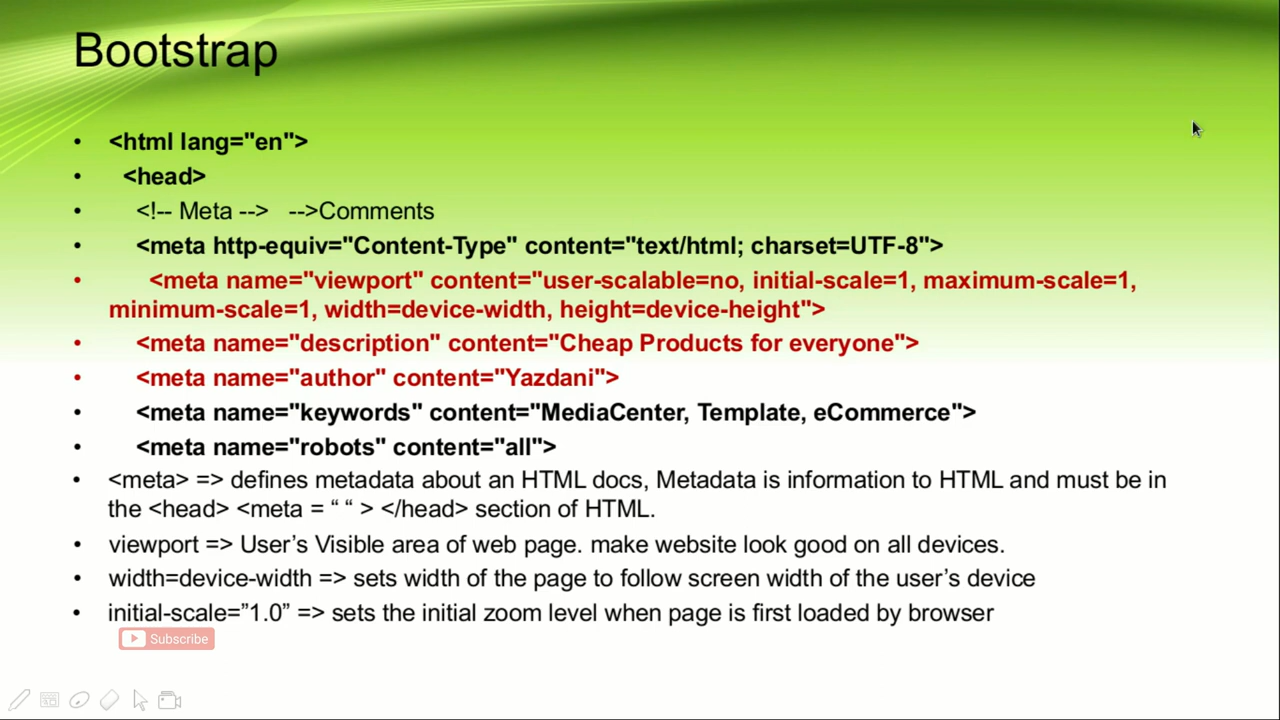 Bootstrap
• <html lang="en">
• <head>
• <!-- Meta --> -->Comments
• <meta http-equiv="Content-Type" content="text/html; charset=UTF-8">
• <meta name="viewport" content="user-scalable=no, initial-scale=1, maximum-scale=1,
minimum-scale=1, width=device-width, height=device-height">
• <meta name="description" content="Cheap Products for everyone">
• <meta name="author" content="Yazdani">
• <meta name="keywords" content="MediaCenter, Template, eCommerce">
• <meta name="robots" content="all">
• <meta> => defines metadata about an HTML docs, Metadata is information to HTML and must be in
the <head> <meta = “ “ > </head> section of HTML.
• viewport => User’s Visible area of web page. make website look good on all devices.
• width=device-width => sets width of the page to follow screen width of the user’s device
• initial-scale=”1.0” => sets the initial zoom level when page is first loaded by browser
Subscribe